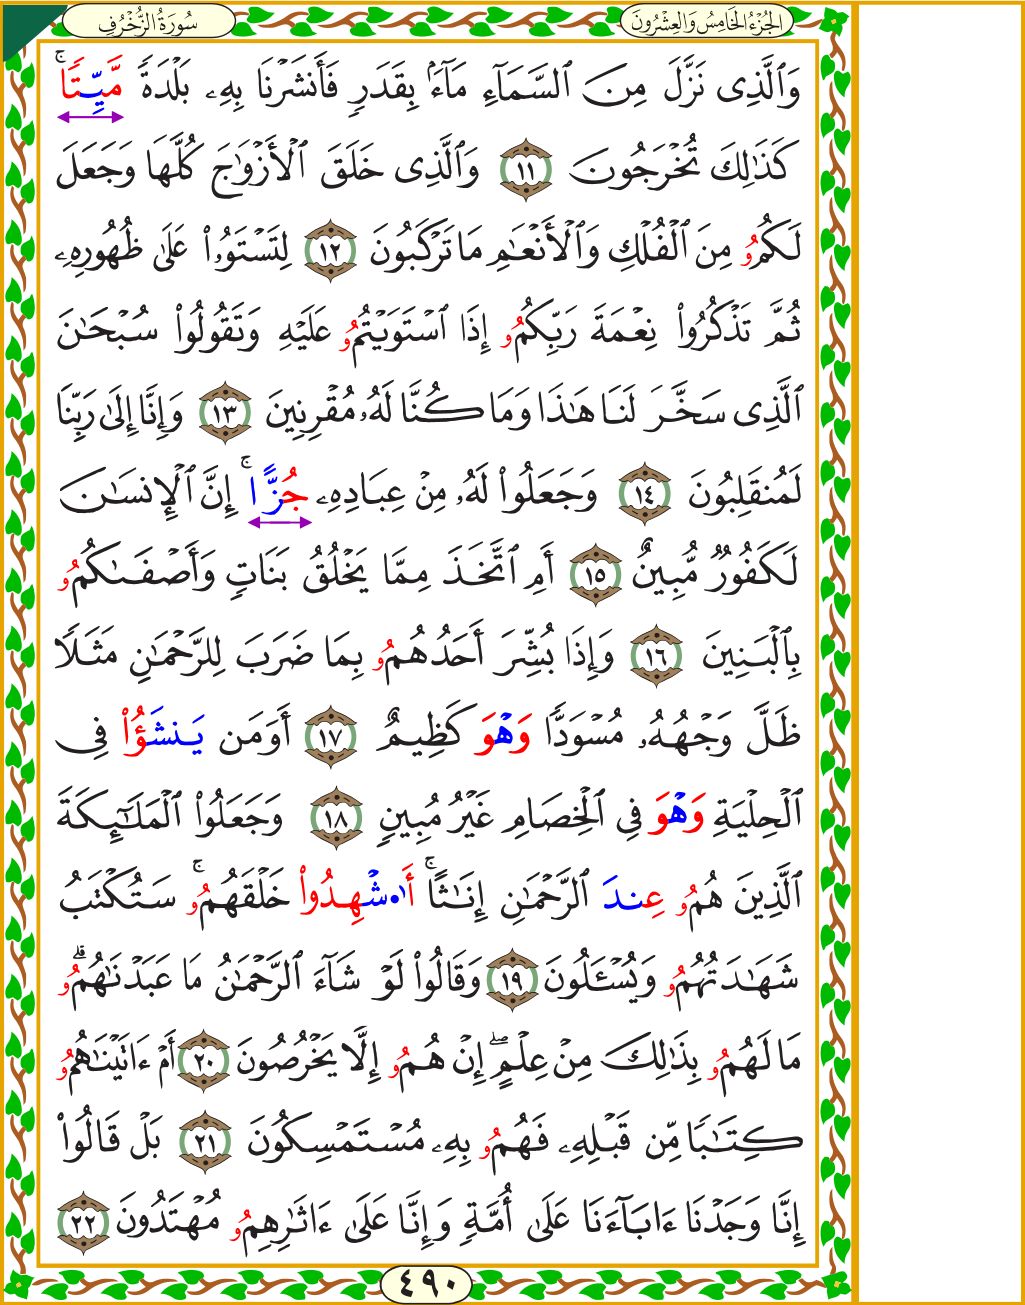 الجُزْءُ الخَامِسُ وَالعِشْرُونَ
سُورَةُ الزُّخْرُفِ
وَٱلَّذِى نَزَّلَ مِنَ ٱلسَّمَآءِ مَآءَۢ بِقَدَرٍ فَأَنشَرْنَا بِهِۦ بَلْدَةً مَّيِّتًاۚ
كَذَٰلِكَ تُخْرَجُونَ ١١ وَٱلَّذِى خَلَقَ ٱلْأَزْوَٰجَ كُلَّهَا وَجَعَلَ
لَكُمُو مِنَ ٱلْفُلْكِ وَٱلْأَنْعَـٰمِ مَا تَرْكَبُونَ ١٢ لِتَسْتَوُۥا۟ عَلَىٰ ظُهُورِهِۦ
ثُمَّ تَذْكُرُوا۟ نِعْمَةَ رَبِّكُمُو إِذَا ٱسْتَوَيْتُمُو عَلَيْهِ وَتَقُولُوا۟ سُبْحَـٰنَ
ٱلَّذِى سَخَّرَ لَنَا هَـٰذَا وَمَا كُنَّا لَهُۥ مُقْرِنِينَ ١٣ وَإِنَّا إِلَىٰ رَبِّنَا
لَمُنقَلِبُونَ ١٤ وَجَعَلُوا۟ لَهُۥ مِنْ عِبَادِهِۦ جُزًّاۚ إِنَّ ٱلْإِنسَـٰنَ
لَكَفُورٌ مُّبِينٌ ١٥ أَمِ ٱتَّخَذَ مِمَّا يَخْلُقُ بَنَاتٍ وَأَصْفَىٰكُمُو
بِٱلْبَنِينَ ١٦ وَإِذَا بُشِّرَ أَحَدُهُمُو بِمَا ضَرَبَ لِلرَّحْمَـٰنِ مَثَلًا
ظَلَّ وَجْهُهُۥ مُسْوَدًّا وَهْوَ كَظِيمٌ ١٧ أَوَمَن يَنشَؤُا۟ فِى
ٱلْحِلْيَةِ وَهْوَ فِى ٱلْخِصَامِ غَيْرُ مُبِينٍ ١٨ وَجَعَلُوا۟ ٱلْمَلَـٰٓئِكَةَ
ٱلَّذِينَ هُمُو عِندَ ٱلرَّحْمَـٰنِ إِنَـٰثًاۚ أَا۟•شْهِدُوا۟ خَلْقَهُمُوۚ سَتُكْتَبُ
شَهَـٰدَتُهُمُو وَيُسْـَٔلُونَ ١٩ وَقَالُوا۟ لَوْ شَآءَ ٱلرَّحْمَـٰنُ مَا عَبَدْنَـٰهُمُوۗ
مَا لَهُمُو بِذَٰلِكَ مِنْ عِلْمٍۖ إِنْ هُمُو إِلَّا يَخْرُصُونَ ٢٠ أَمْ ءَاتَيْنَـٰهُمُو
كِتَـٰبًا مِّن قَبْلِهِۦ فَهُمُو بِهِۦ مُسْتَمْسِكُونَ ٢١ بَلْ قَالُوا۟
إِنَّا وَجَدْنَا ءَابَآءَنَا عَلَىٰ أُمَّةٍ وَإِنَّا عَلَىٰ ءَاثَـٰرِهِمُو مُهْتَدُونَ ٢٢
٤٩٠